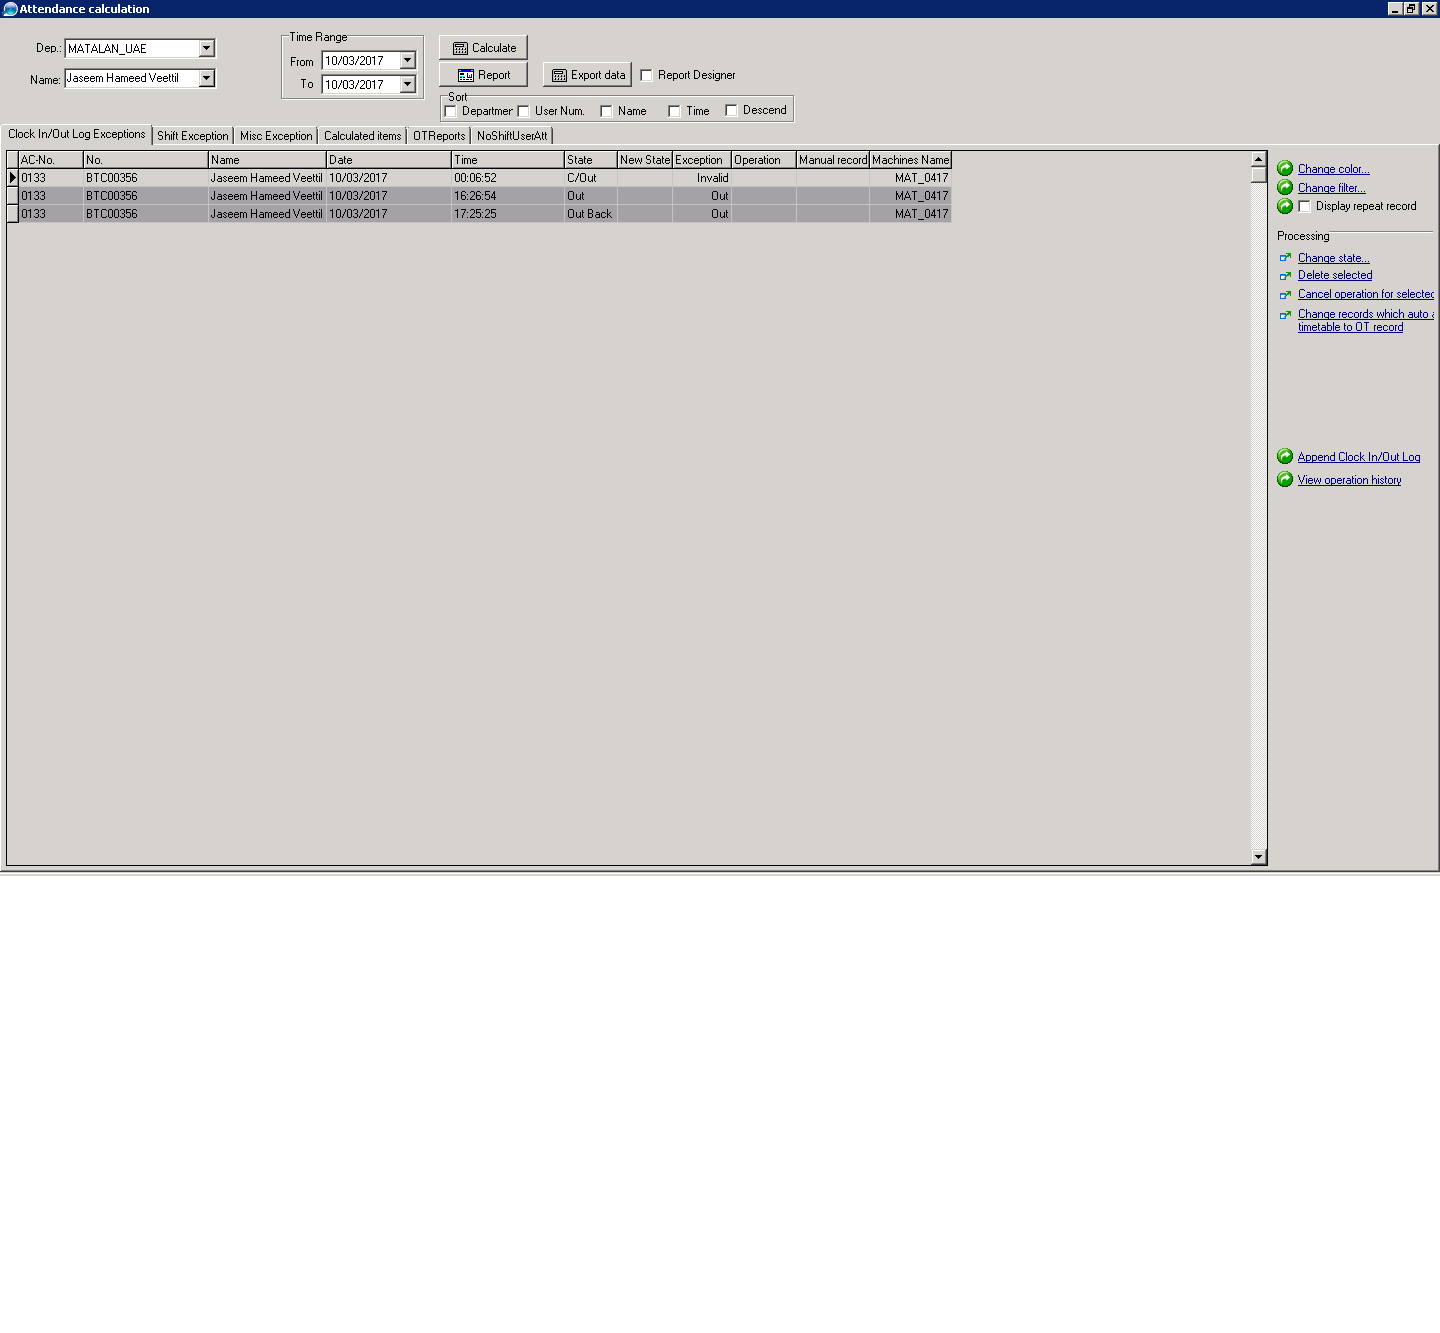 Attendance calculation
Dep.: MATALAN_UAE
Name: Jaseem Hameed Veettil
Time Range
From 10/03/2017
To 10/03/2017
Calculate
Report
Export data
Report Designer
Sort
Departmer User Num. Name Time Descend
Clock In/Out Log Exceptions Shift Exception Misc Exception Calculated items OTReports NoShiftUserAtt
AC-No. No. Name Date Time State New State Exception Operation Manual record Machines Name
0133 BTC00356 Jaseem Hameed Veettil 10/03/2017 00:06:52 C/Out Invalid MAT_0417
0133 BTC00356 Jaseem Hameed Veettil 10/03/2017 16:26:54 Out Out MAT_0417
0133 BTC00356 Jaseem Hameed Veettil 10/03/2017 17:25:25 Out Back Out MAT_0417
Change color...
Change filter...
Display repeat record
Processing
Change state...
Delete selected
Cancel operation for selected
Change records which auto a
timetable to OT record
Append Clock In/Out Log
View operation history